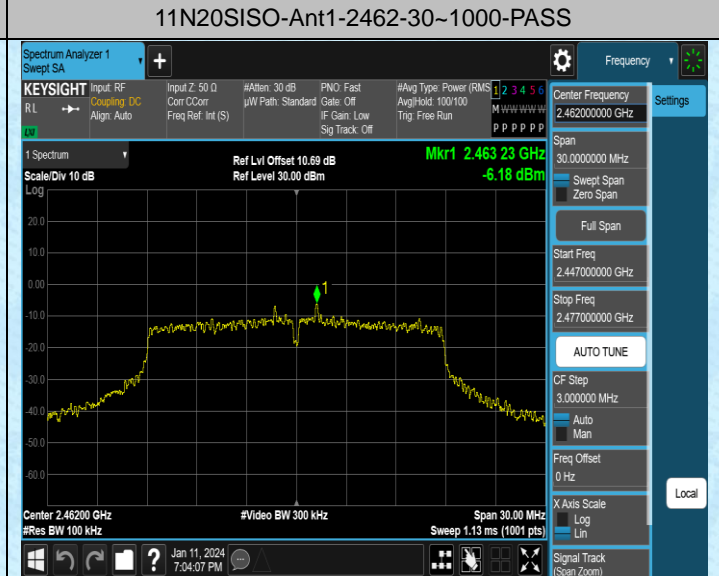 11N20SISO-Ant1-2462-30~1000-PASS
Spectrum Analyzer 1
Swept SA
+
Frequency
KEYSIGHT
RL
LXI
Input: RF
Coupling: DC
Align: Auto
Input Z: 50 Ω
Corr CCorr
Freq Ref: Int (S)
#Atten: 30 dB
µW Path: Standard
PNO: Fast
Gate: Off
IF Gain: Low
Sig Track: Off
#Avg Type: Power (RMS
Avg|Hold: 100/100
Trig: Free Run
1 2 3 4 5 6
M W W W W W
P P P P P P
1 Spectrum
Scale/Div 10 dB
Log
Ref Lvl Offset 10.69 dB
Ref Level 30.00 dBm
Mkr1 2.463 23 GHz
-6.18 dBm
20.0
10.0
0.00
-10.0
-20.0
-30.0
-40.0
-50.0
-60.0
1
Center 2.46200 GHz
#Res BW 100 kHz
#Video BW 300 kHz
Span 30.00 MHz
Sweep 1.13 ms (1001 pts)
Center Frequency
2.462000000 GHz
Settings
Span
30.0000000 MHz
Swept Span
Zero Span
Full Span
Start Freq
2.447000000 GHz
Stop Freq
2.477000000 GHz
AUTO TUNE
CF Step
3.000000 MHz
Auto
Man
Freq Offset
0 Hz
X Axis Scale
Log
Lin
Local
Signal Track
(Span Zoom)
?
Jan 11, 2024
7:04:07 PM